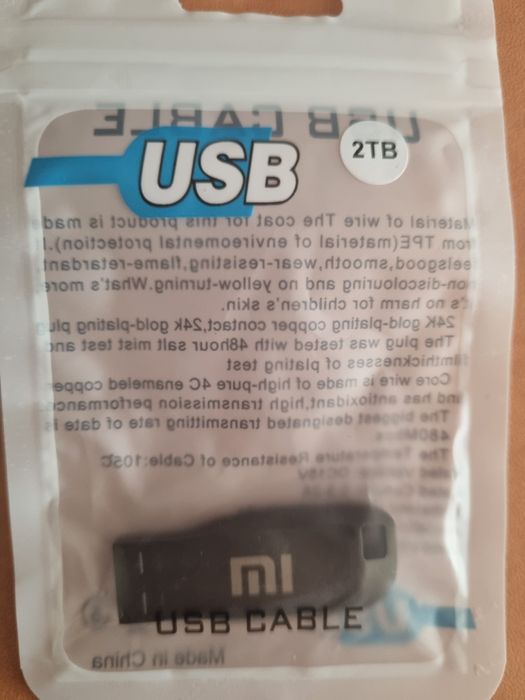 USB CABLE
USB
2TB
Material of wire The coat for this product is made
from TPE(material of enviroemental protection).It
feelsgood,smooth,wear-resisting,flame-retardant,
non-discolouring and no yellow-turning.What's more
it's no harm for children's skin.
24K gold-plating copper contact,24k gold-plating plug
The plug was tested with 48hour salt mist test and
filmthicknesses of plating test
Core wire is made of high-pure 4C enameled copper
and has antioxidant,high transmission performance.
The biggest designated transmitting rate of date is
480Mbps
The Temperature Resistance of Cable:105℃
mi
USB CABLE
USB
Made in China